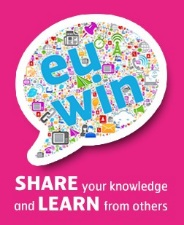 eu
win
SHARE your knowledge
and LEARN from others